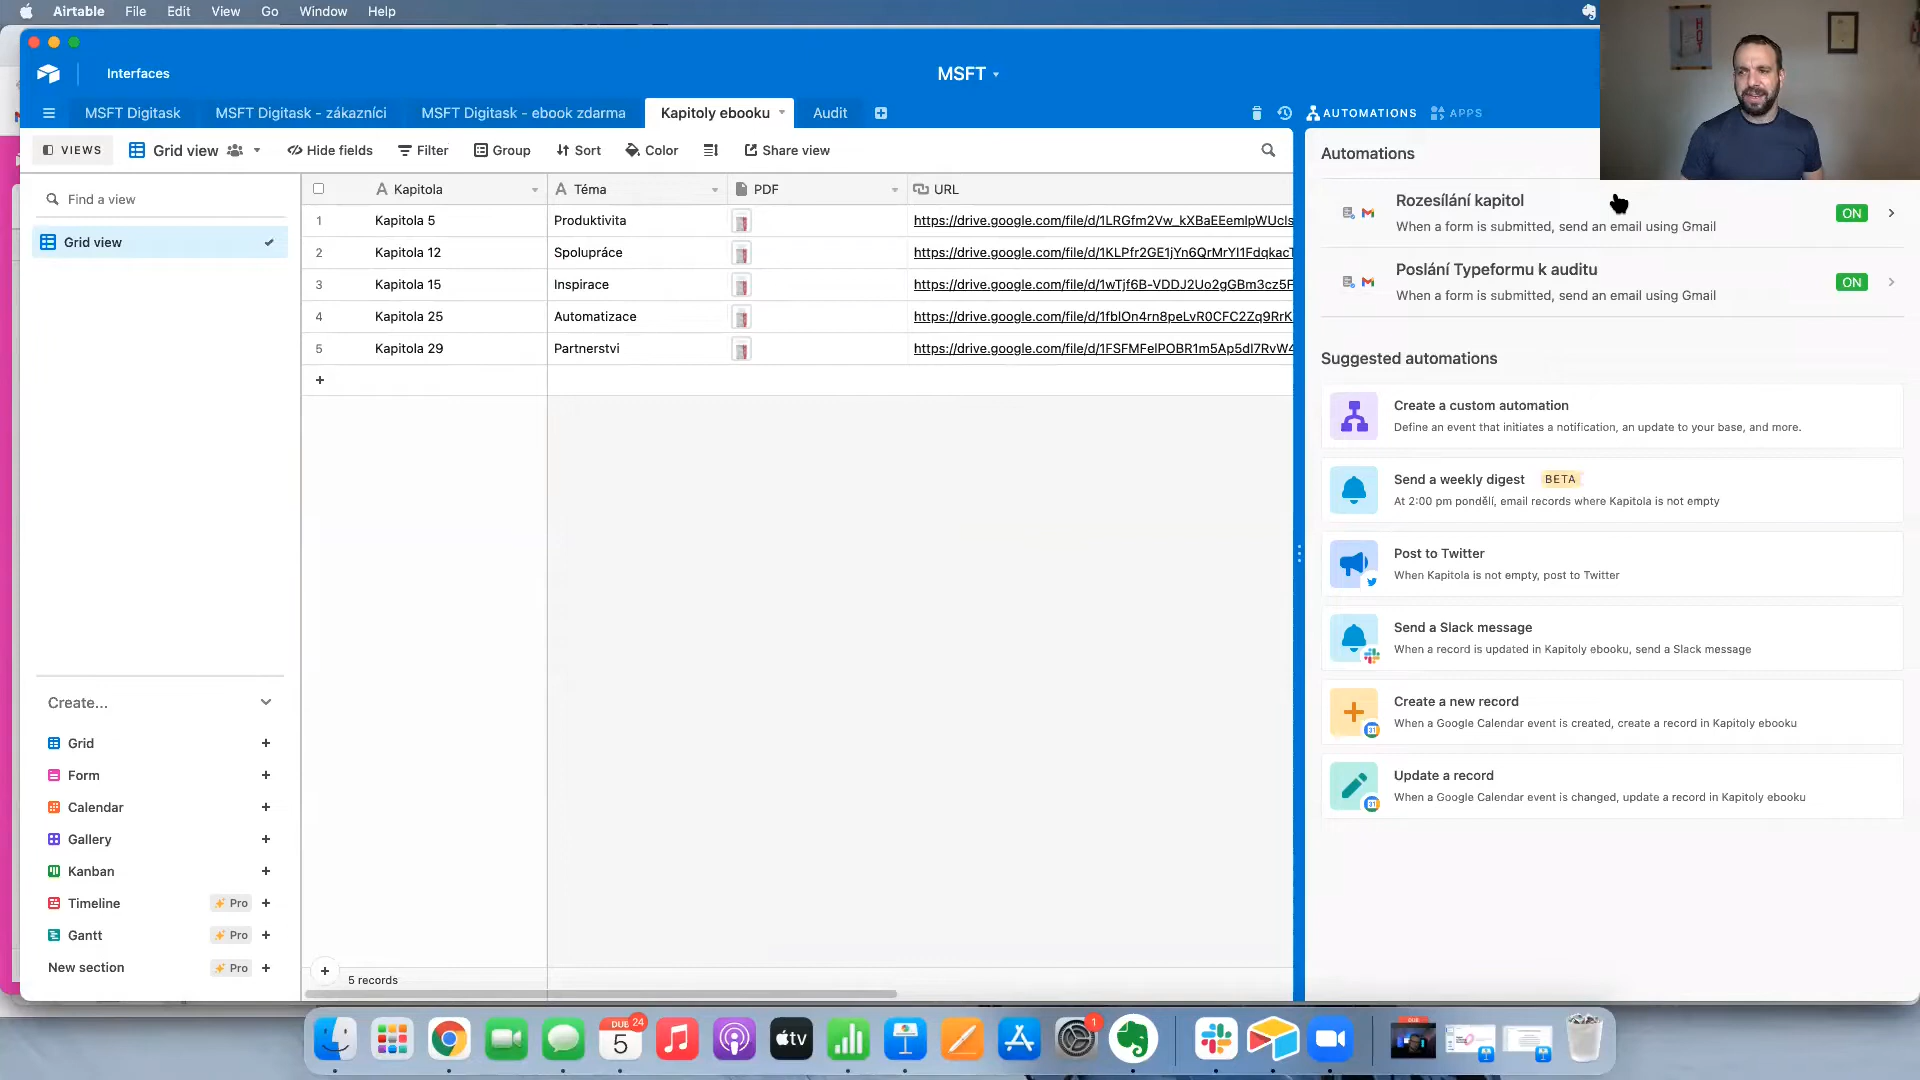 Airtable File Edit View Go Window Help
Interfaces
MSFT
MSFT Digitask MSFT Digitask - zákazníci MSFT Digitask - ebook zdarma Kapitoly ebooku Audit
AUTOMATIONS APPS
VIEWS Grid view Hide fields Filter Group Sort Color Share view
Find a view
Grid view
Kapitola Téma PDF URL
1 Kapitola 5 Produktivita https://drive.google.com/file/d/1LRGfm2Vw_kXBaEEemlpWUcls
2 Kapitola 12 Spolupráce https://drive.google.com/file/d/1KLPfr2GE1jYn6QrMrYl1FdqkacT
3 Kapitola 15 Inspirace https://drive.google.com/file/d/1wTjf6B-VDDJ2Uo2gGBm3cz5F
4 Kapitola 25 Automatizace https://drive.google.com/file/d/1fblOn4rn8peLvR0CFC2Zq9RrK
5 Kapitola 29 Partnerstvi https://drive.google.com/file/d/1FSFMFelPOBR1m5Ap5dl7RvW4
5 records
Create...
Grid
Form
Calendar
Gallery
Kanban
Timeline Pro
Gantt Pro
New section Pro
Automations
Rozesílání kapitol
When a form is submitted, send an email using Gmail
ON
Poslání Typeformu k auditu
When a form is submitted, send an email using Gmail
ON
Suggested automations
Create a custom automation
Define an event that initiates a notification, an update to your base, and more.
Send a weekly digest BETA
At 2:00 pm pondělí, email records where Kapitola is not empty
Post to Twitter
When Kapitola is not empty, post to Twitter
Send a Slack message
When a record is updated in Kapitoly ebooku, send a Slack message
Create a new record
When a Google Calendar event is created, create a record in Kapitoly ebooku
Update a record
When a Google Calendar event is changed, update a record in Kapitoly ebooku
DUB 24
5
tv
1